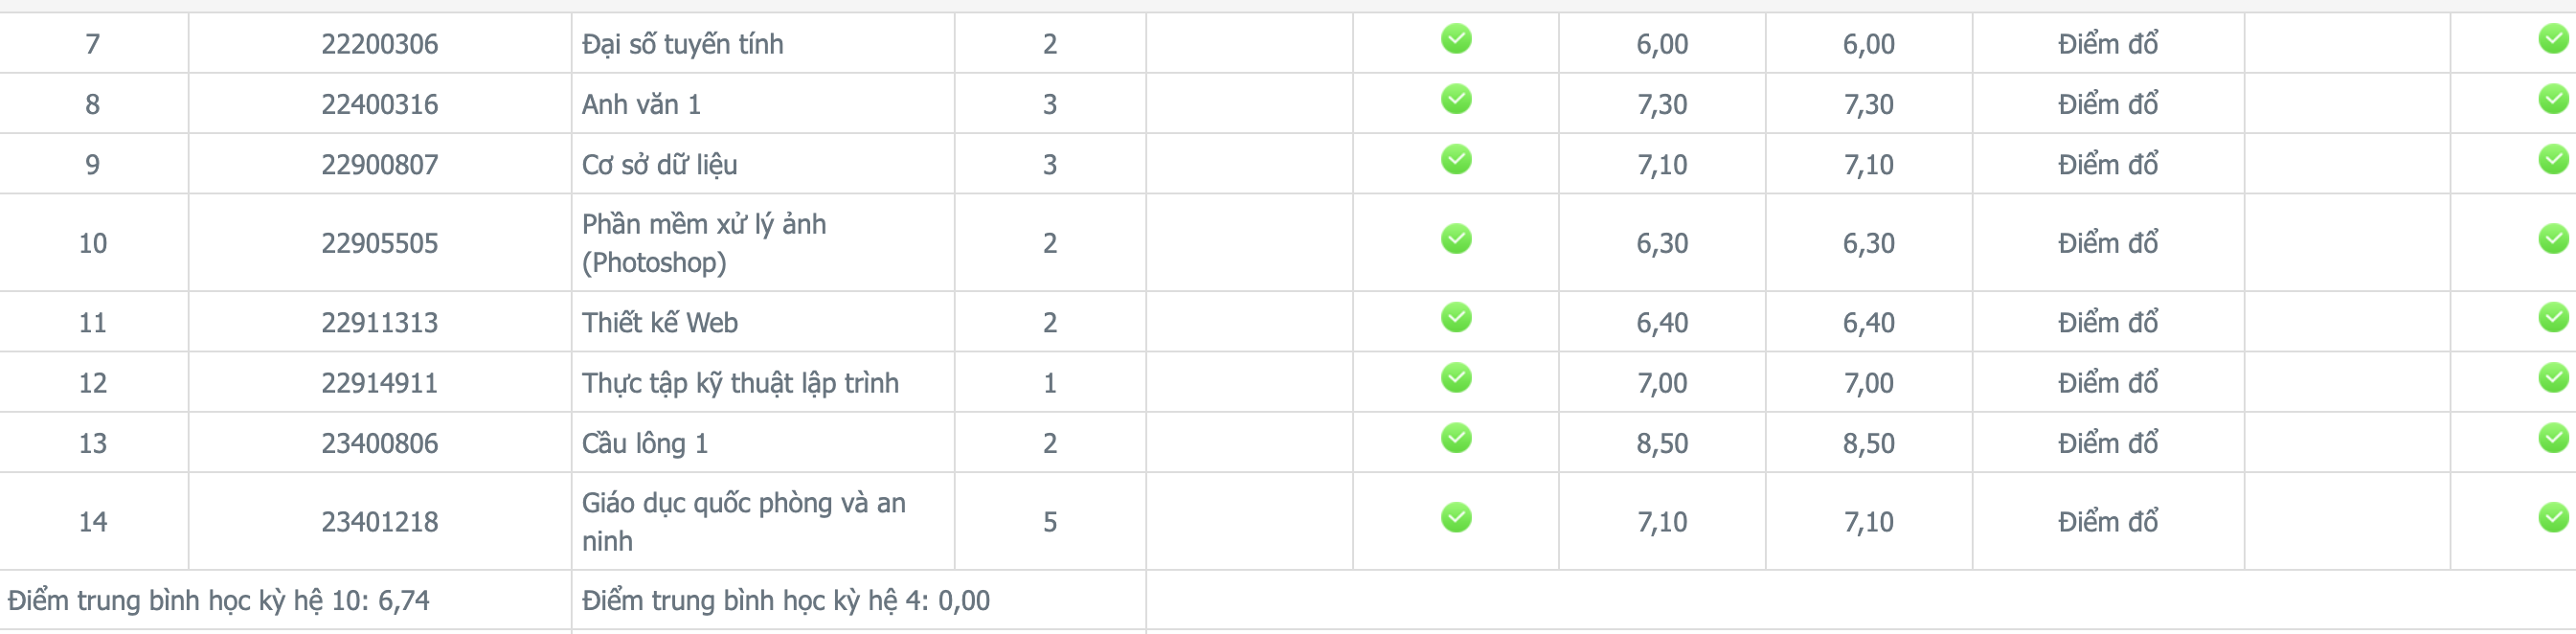 7 22200306 Đại số tuyến tính 2 6,00 6,00 Điểm đổ
8 22400316 Anh văn 1 3 7,30 7,30 Điểm đổ
9 22900807 Cơ sở dữ liệu 3 7,10 7,10 Điểm đổ
10 22905505 Phần mềm xử lý ảnh
(Photoshop) 2 6,30 6,30 Điểm đổ
11 22911313 Thiết kế Web 2 6,40 6,40 Điểm đổ
12 22914911 Thực tập kỹ thuật lập trình 1 7,00 7,00 Điểm đổ
13 23400806 Cầu lông 1 2 8,50 8,50 Điểm đổ
14 23401218 Giáo dục quốc phòng và an
ninh 5 7,10 7,10 Điểm đổ
Điểm trung bình học kỳ hệ 10: 6,74 Điểm trung bình học kỳ hệ 4: 0,00